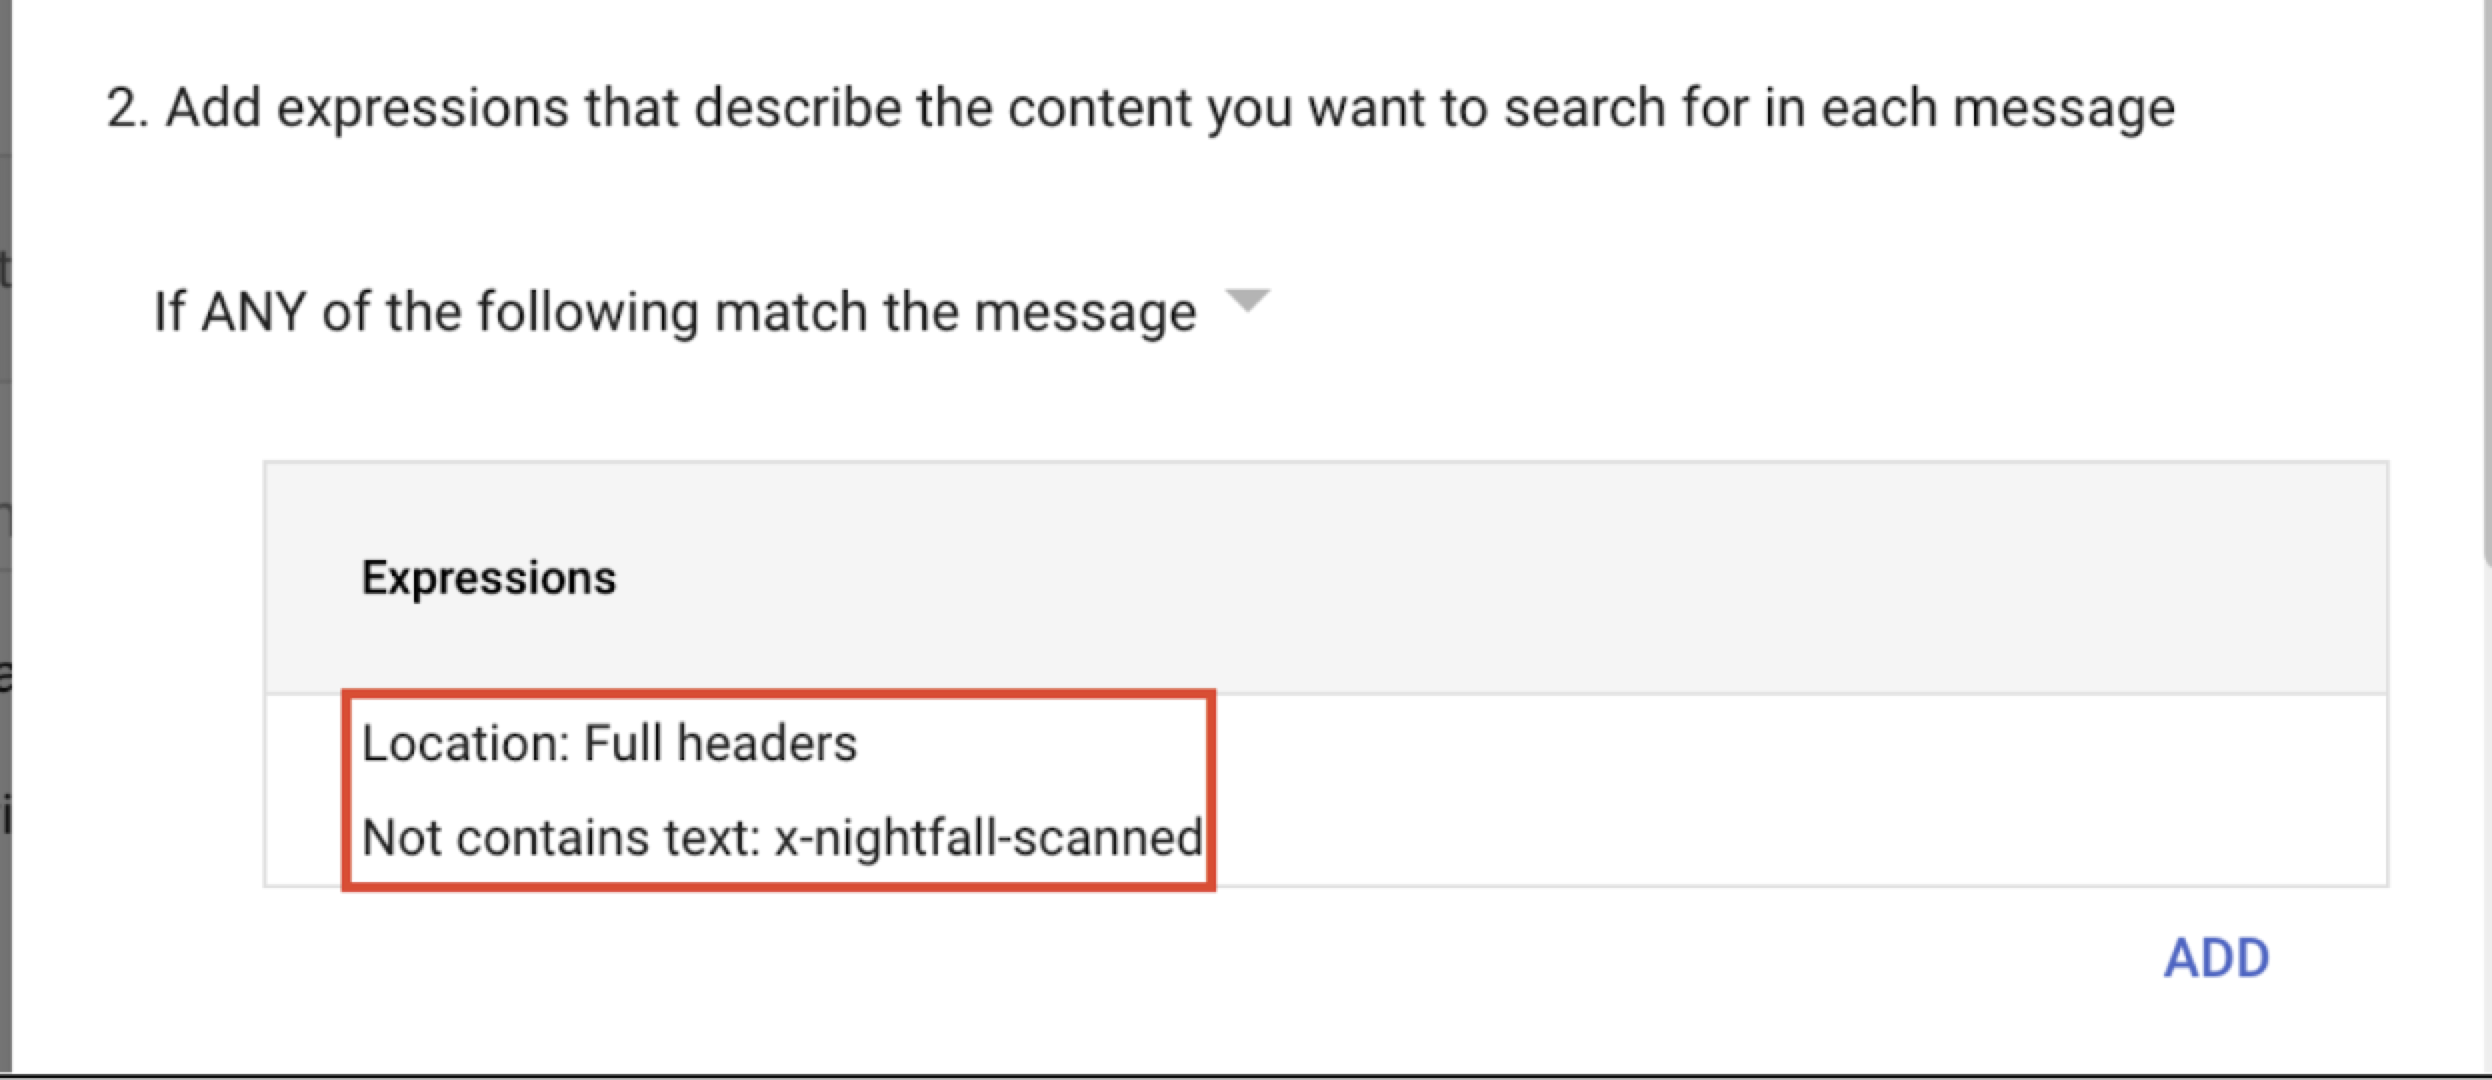 2. Add expressions that describe the content you want to search for in each message
If ANY of the following match the message
Expressions
Location: Full headers
Not contains text: x-nightfall-scanned
ADD